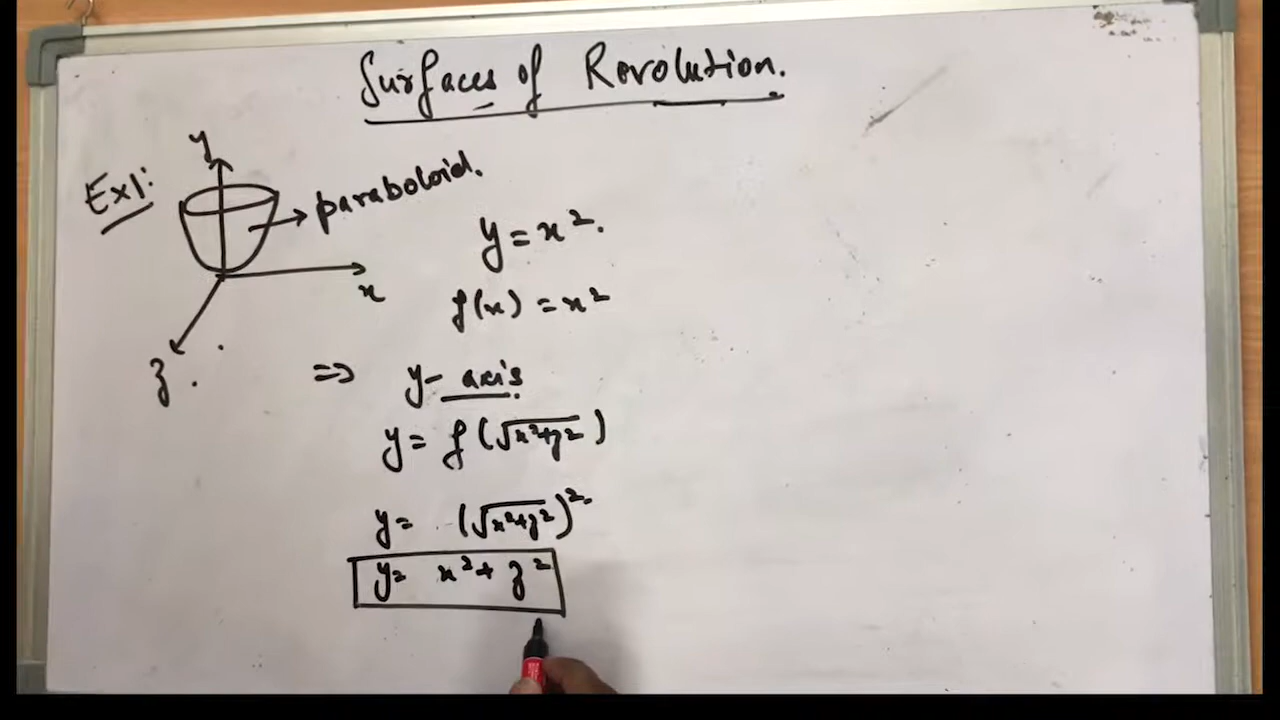 Surfaces of Revolution.
Ex1:
y
paraboloid.
x
z
y = x².
f(x) = x²
⇒ y- axis
y = f(√x²+z²)
y = (√x²+z²)²
y = x² + z²